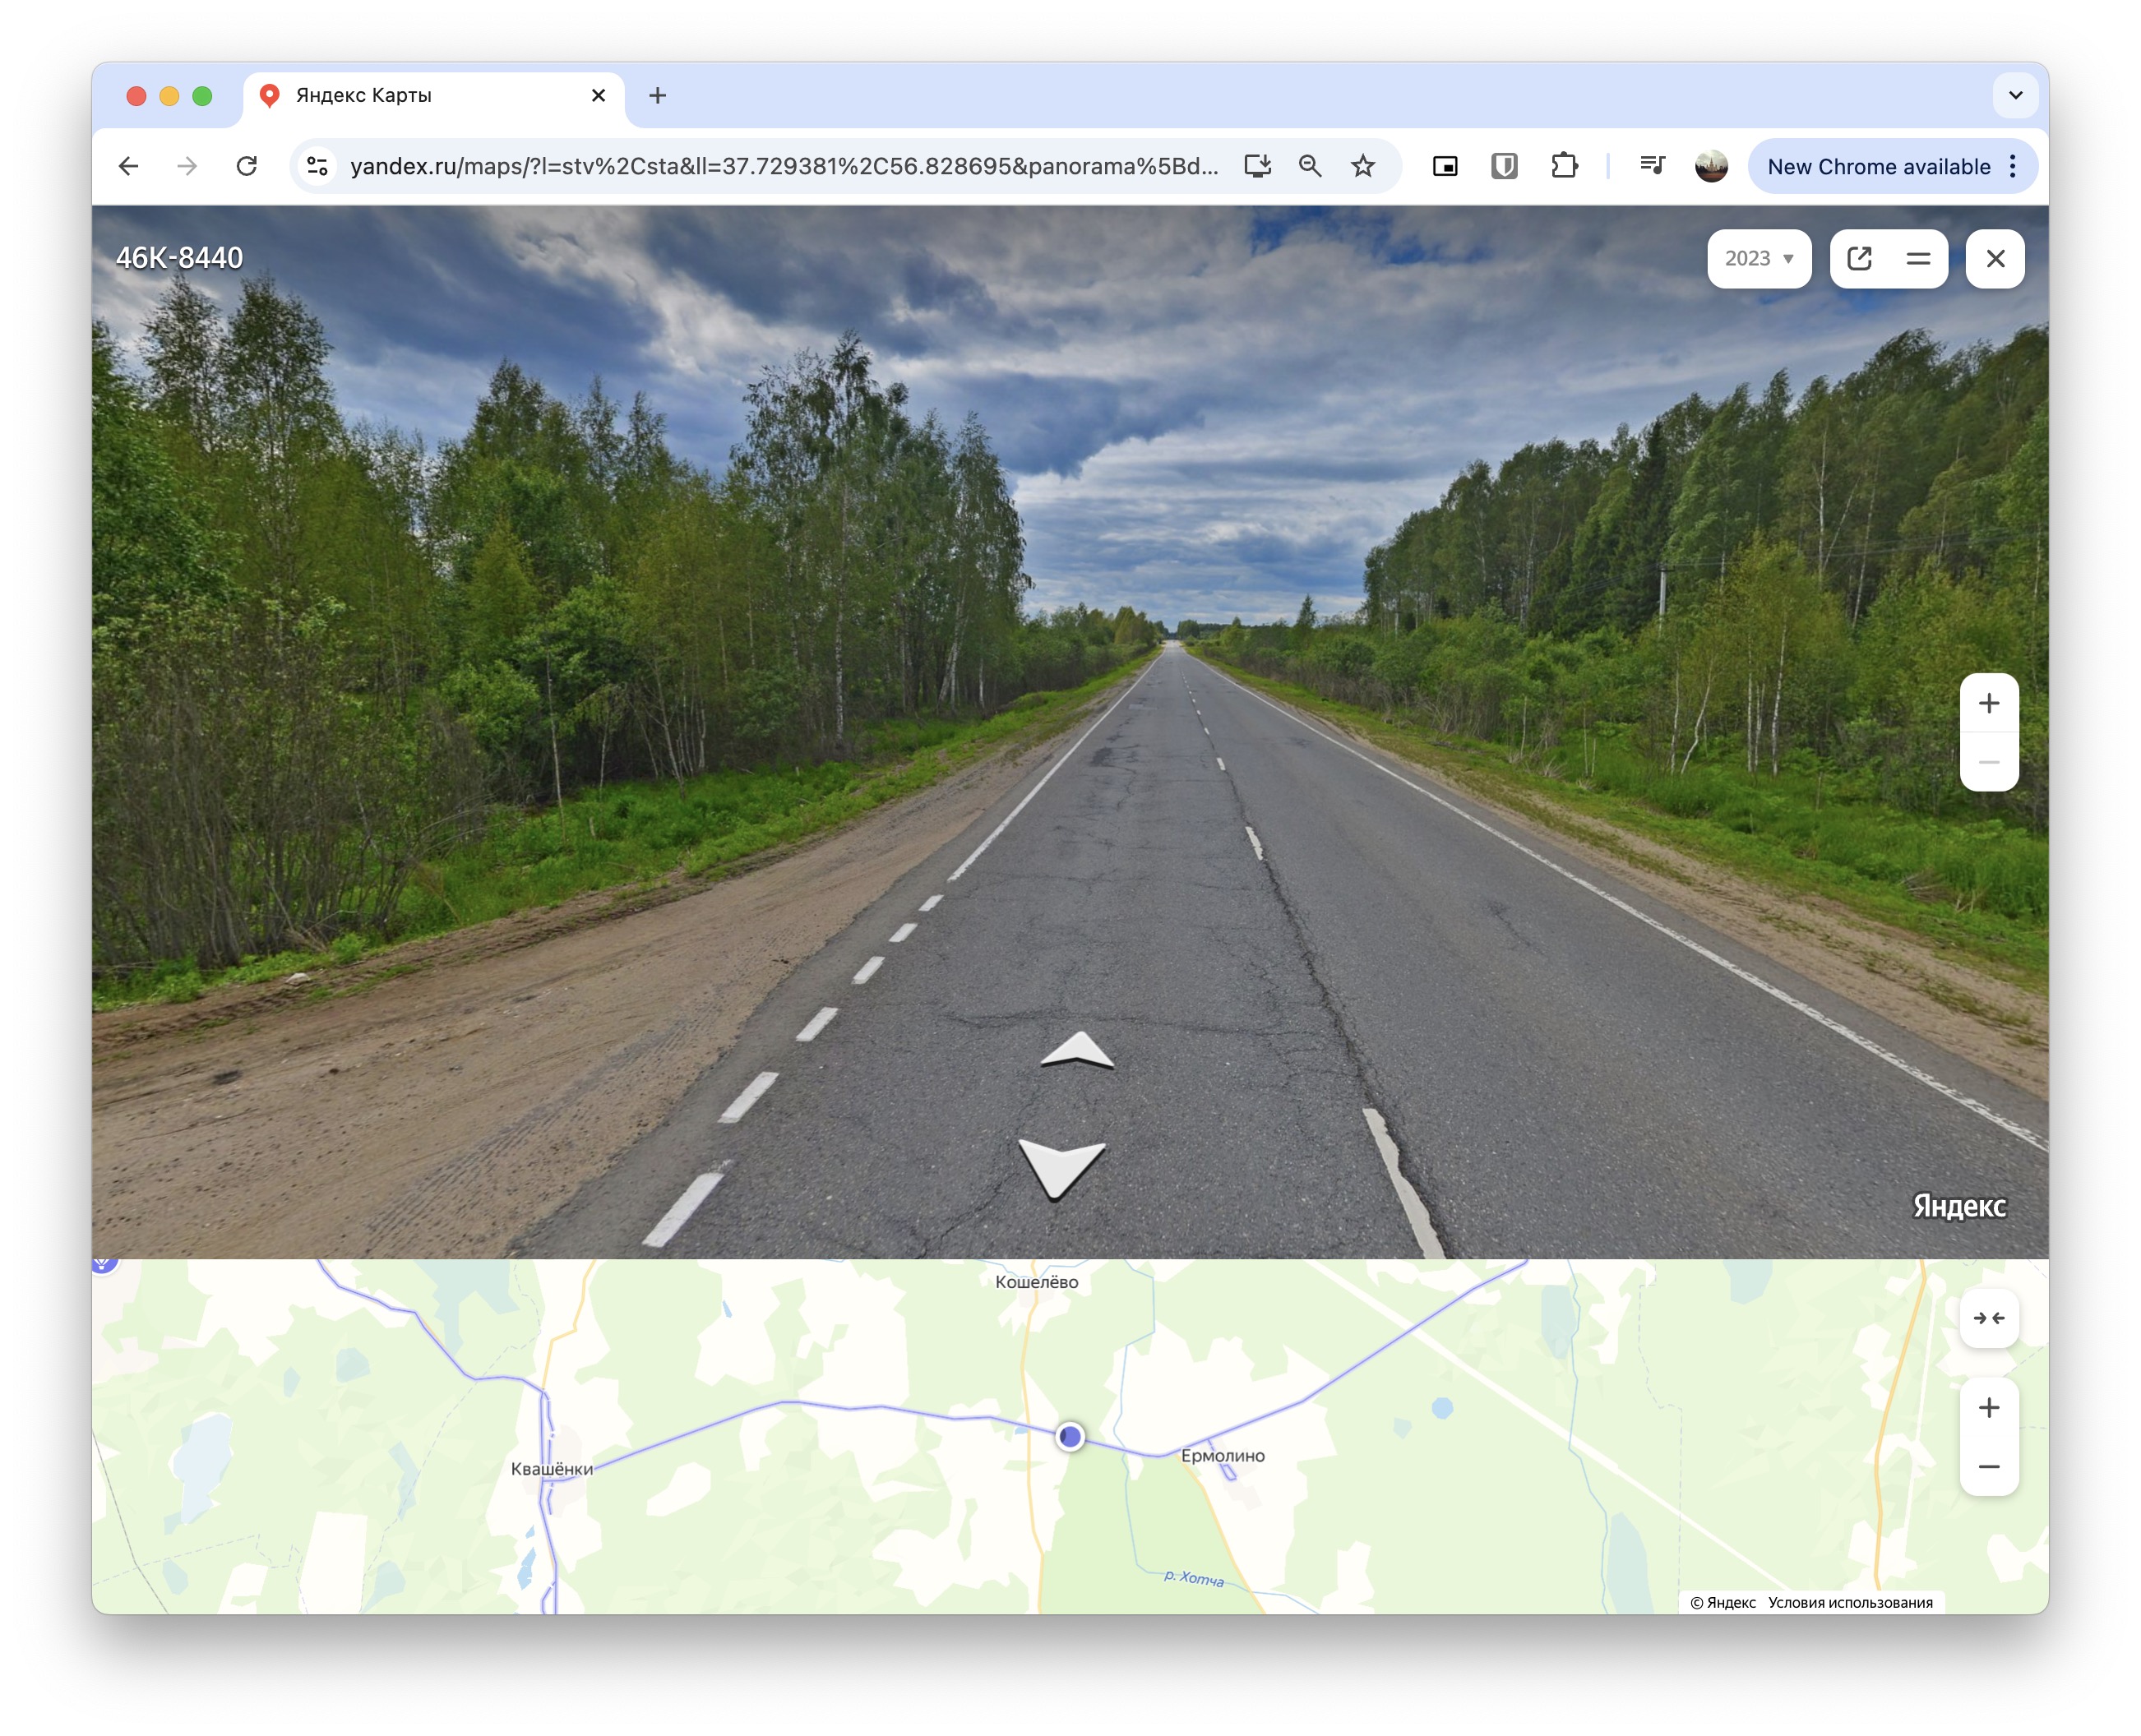 Яндекс Карты
yandex.ru/maps/?l=stv%2Csta&ll=37.729381%2C56.828695&panorama%5Bd...
New Chrome available
46К-8440
2023
Яндекс
Кошелёво
Квашёнки
Ермолино
р. Хотча
© Яндекс Условия использования